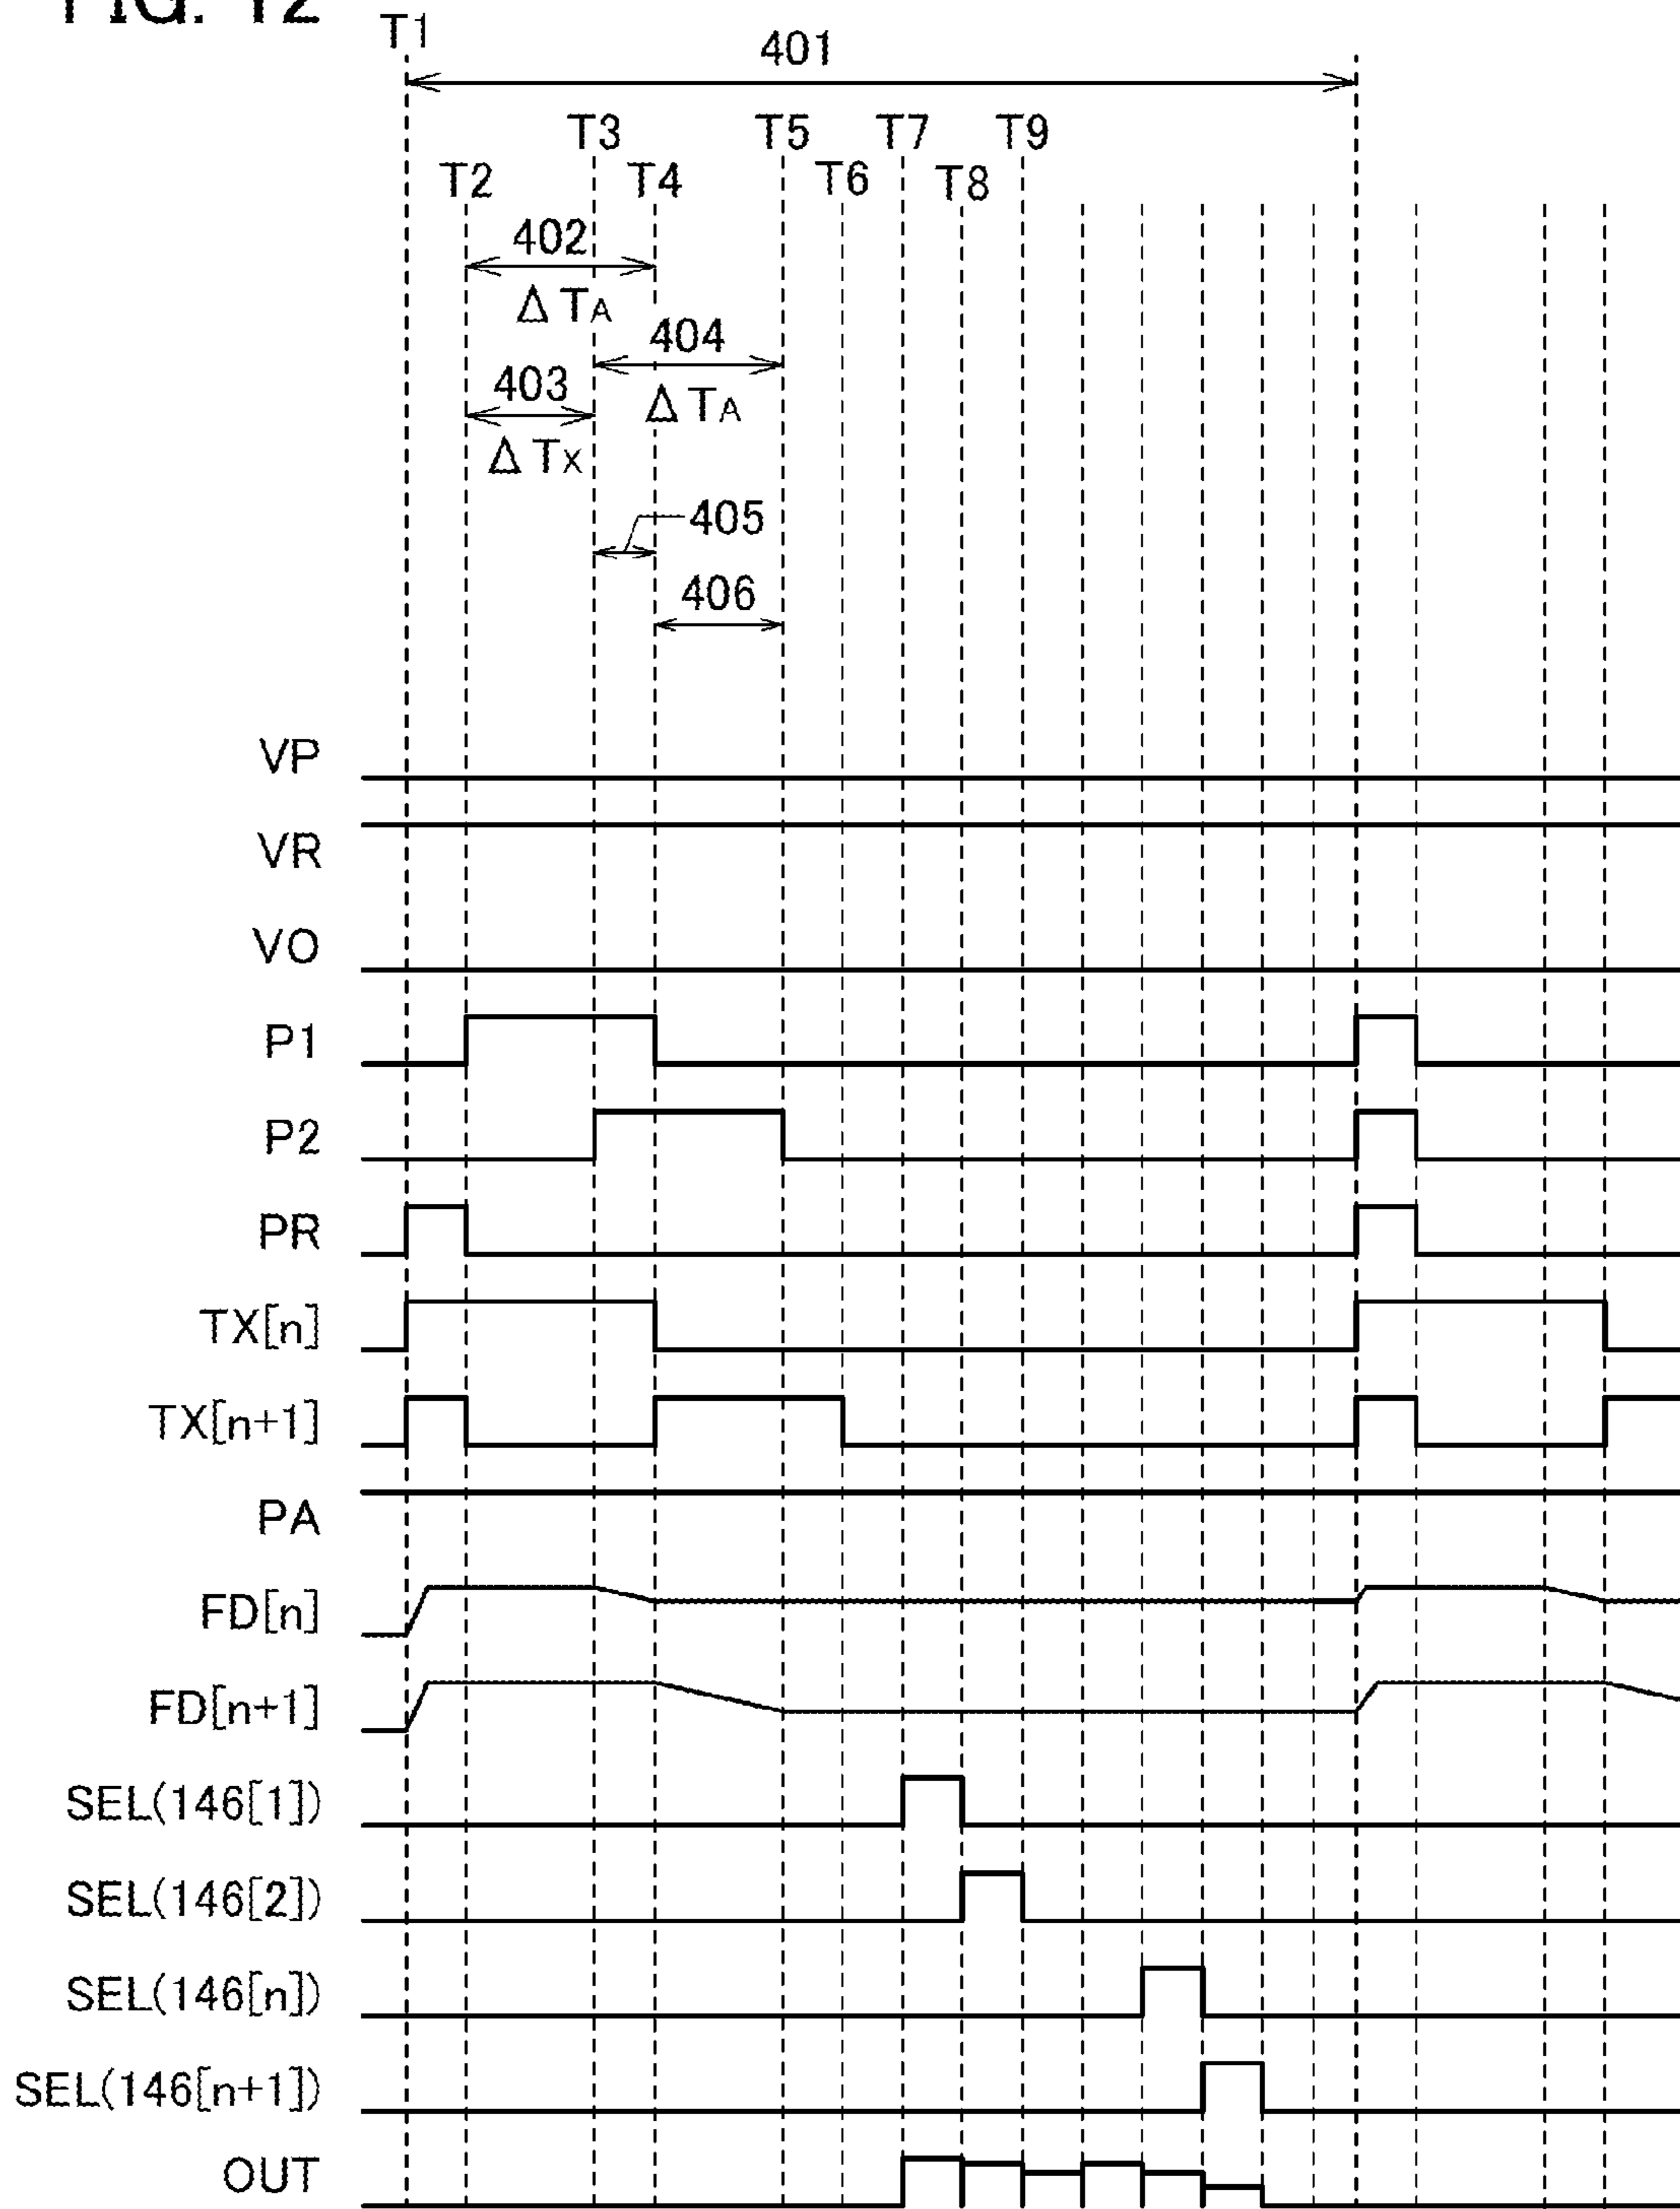 FIG. 12
T1
401
T3 T5 T7 T9
T2 T4 T6 T8
402
ΔTA
404
403
ΔTA
ΔTX
405
406
VP
VR
VO
P1
P2
PR
TX[n]
TX[n+1]
PA
FD[n]
FD[n+1]
SEL(146[1])
SEL(146[2])
SEL(146[n])
SEL(146[n+1])
OUT